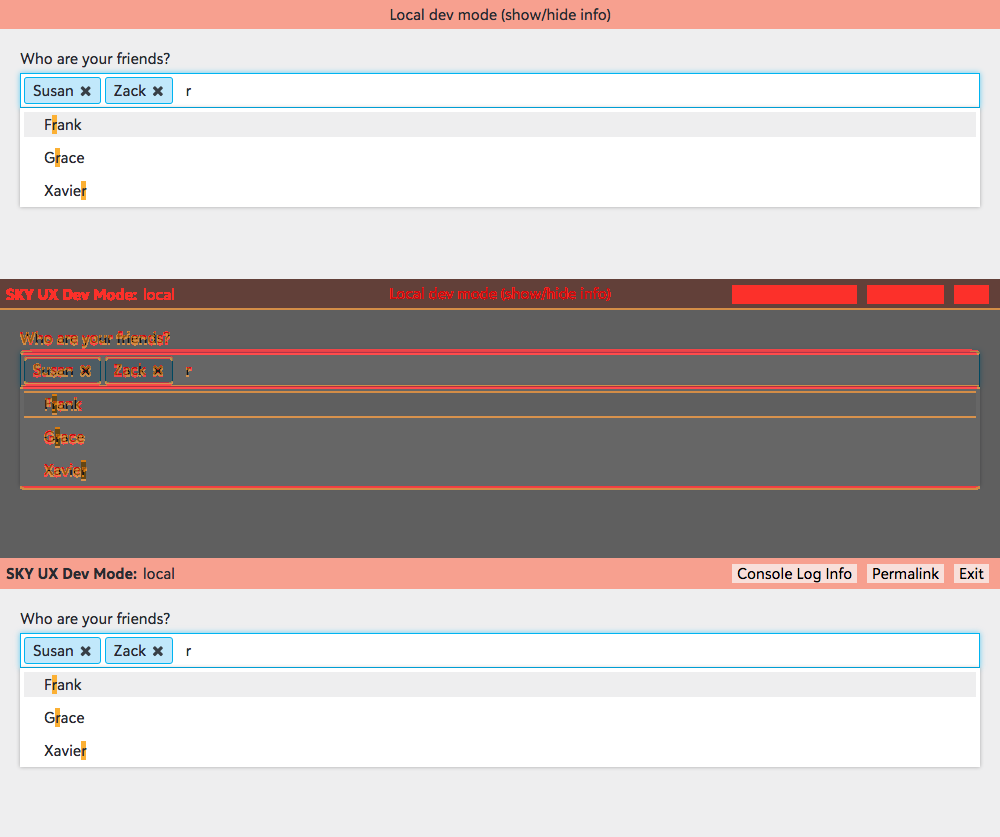 Local dev mode (show/hide info)
Who are your friends?
Susan ✖ Zack ✖ r
Frank
Grace
Xavier
SKY UX Dev Mode: local Local dev mode (show/hide info)
Who are your friends?
Susan ✖ Zack ✖ r
Frank
Grace
Xavier
SKY UX Dev Mode: local Console Log Info Permalink Exit
Who are your friends?
Susan ✖ Zack ✖ r
Frank
Grace
Xavier